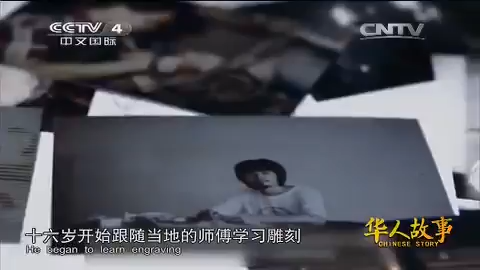 CCTV 4
中文国际
CNTV
十六岁开始跟随当地的师傅学习雕刻
He began to learn engraving
华人故事
CHINESE STORY